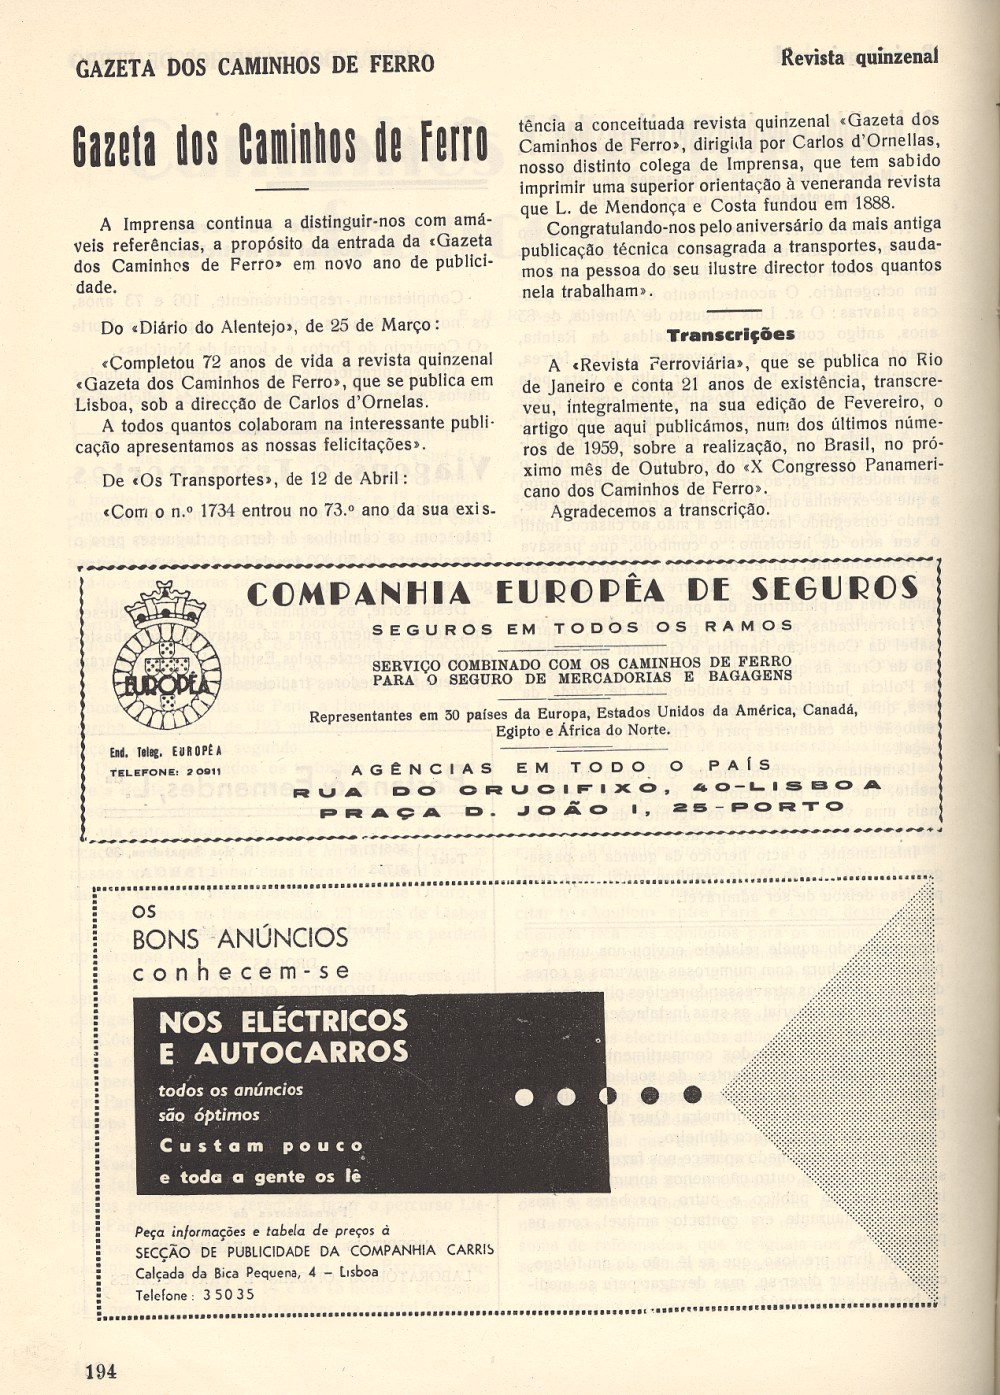 GAZETA DOS CAMINHOS DE FERRO
Revista quinzenal
Gazeta dos Caminhos de Ferro
A Imprensa continua a distinguir-nos com amá-
veis referências, a propósito da entrada da «Gazeta
dos Caminhos de Ferro» em novo ano de publici-
dade.
Do «Diário do Alentejo», de 25 de Março:
«Completou 72 anos de vida a revista quinzenal
«Gazeta dos Caminhos de Ferro», que se publica em
Lisboa, sob a direcção de Carlos d'Ornelas.
A todos quantos colaboram na interessante publi-
cação apresentamos as nossas felicitações».
De «Os Transportes», de 12 de Abril:
«Com o n.º 1734 entrou no 73.º ano da sua exis-
tência a conceituada revista quinzenal «Gazeta dos
Caminhos de Ferro», dirigida por Carlos d'Ornellas,
nosso distinto colega de Imprensa, que tem sabido
imprimir uma superior orientação à veneranda revista
que L. de Mendonça e Costa fundou em 1888.
Congratulando-nos pelo aniversário da mais antiga
publicação técnica consagrada a transportes, sauda-
mos na pessoa do seu ilustre director todos quantos
nela trabalham».
Transcrições
A «Revista Ferroviária», que se publica no Rio
de Janeiro e conta 21 anos de existência, transcre-
veu, integralmente, na sua edição de Fevereiro, o
artigo que aqui publicámos, num dos últimos núme-
ros de 1959, sobre a realização, no Brasil, no pró-
ximo mês de Outubro, do «X Congresso Panameri-
cano dos Caminhos de Ferro».
Agradecemos a transcrição.
COMPANHIA EUROPÊA DE SEGUROS
SEGUROS EM TODOS OS RAMOS
SERVIÇO COMBINADO COM OS CAMINHOS DE FERRO
PARA O SEGURO DE MERCADORIAS E BAGAGENS
Representantes em 30 países da Europa, Estados Unidos da América, Canadá,
Egipto e África do Norte.
EUROPÊA
End. Teleg. EUROPÊA
TELEFONE: 20911
AGÊNCIAS EM TODO O PAÍS
RUA DO CRUCIFIXO, 40-LISBOA
PRAÇA D. JOÃO I, 25-PORTO
OS
BONS ANÚNCIOS
conhecem-se
NOS ELÉCTRICOS
E AUTOCARROS
todos os anúncios
são óptimos
Custam pouco
e toda a gente os lê
Peça informações e tabela de preços à
SECÇÃO DE PUBLICIDADE DA COMPANHIA CARRIS
Calçada da Bica Pequena, 4 – Lisboa
Telefone: 35035
194